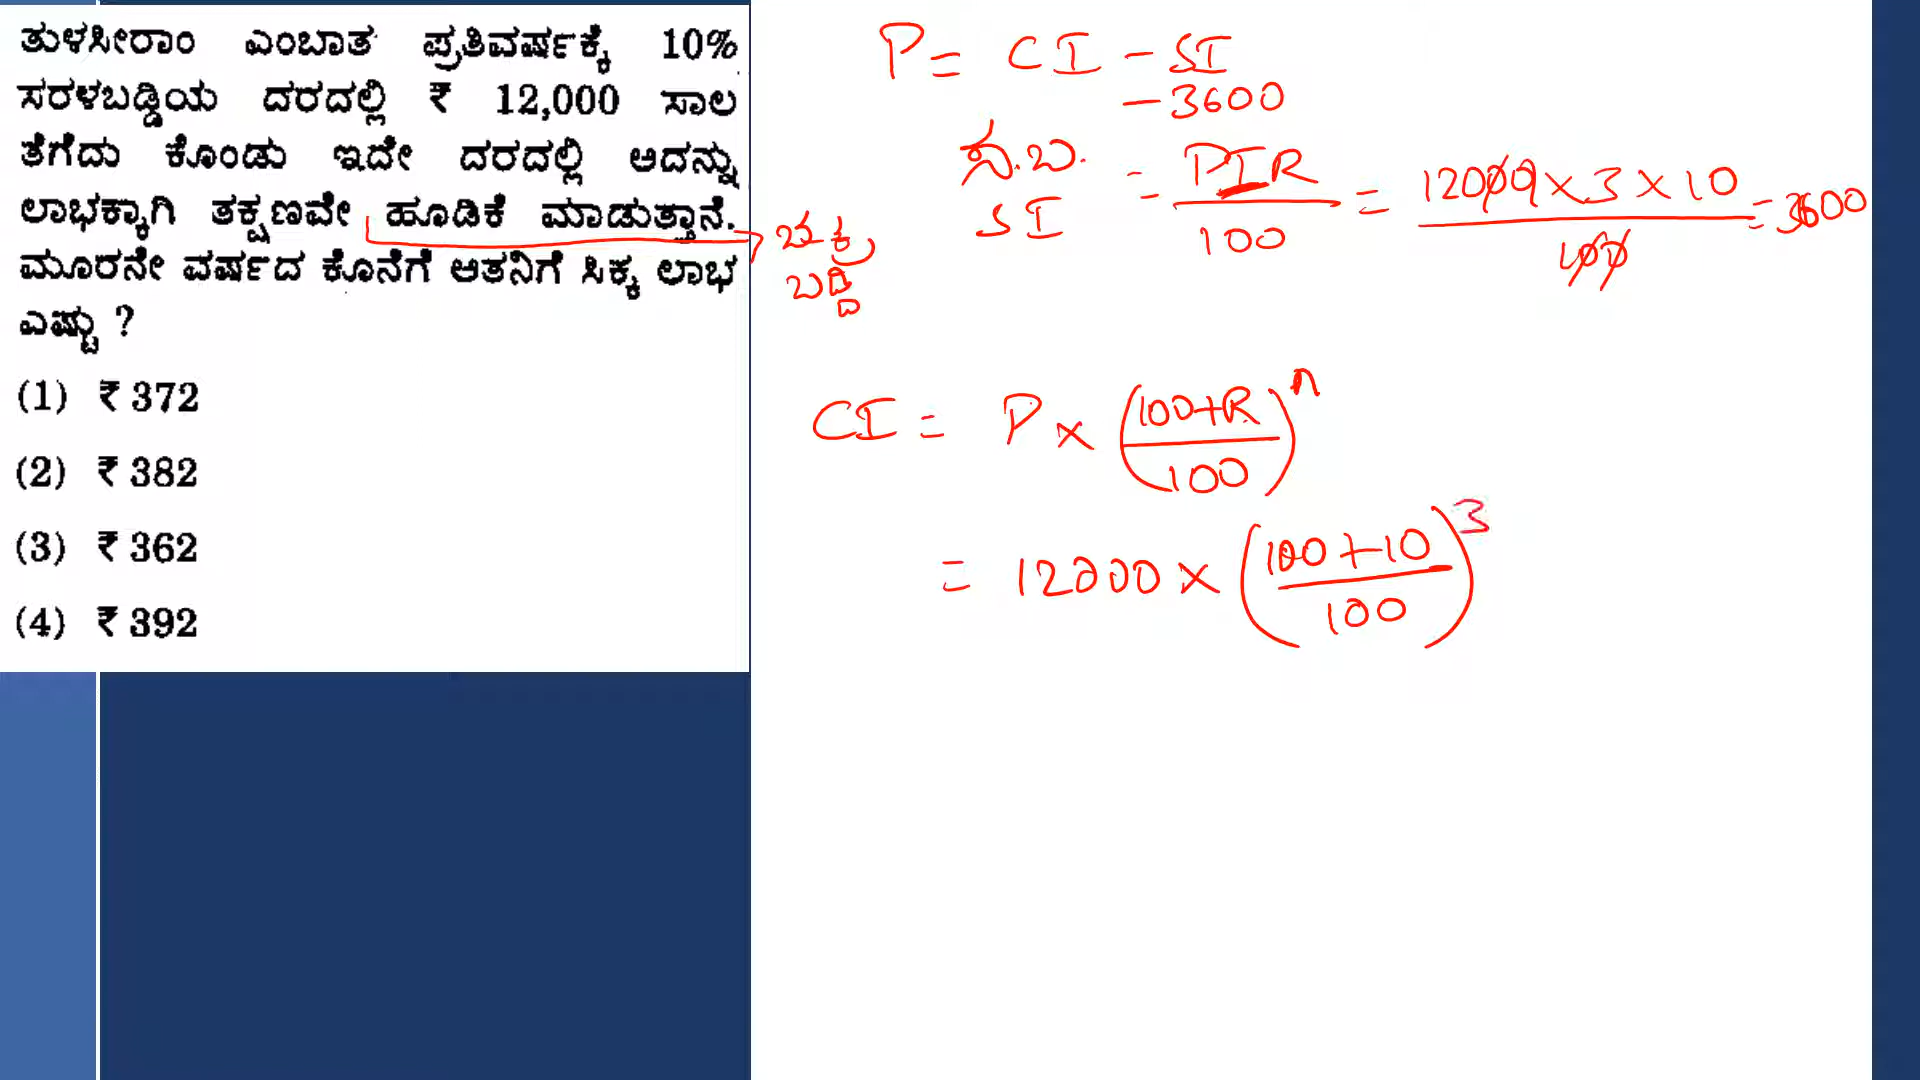 ತುಳಸೀರಾಂ ಎಂಬಾತ ಪ್ರತಿವರ್ಷಕ್ಕೆ 10%
ಸರಳಬಡ್ಡಿಯ ದರದಲ್ಲಿ ₹ 12,000 ಸಾಲ
ತೆಗೆದು ಕೊಂಡು ಇದೇ ದರದಲ್ಲಿ ಅದನ್ನು
ಲಾಭಕ್ಕಾಗಿ ತಕ್ಷಣವೇ ಹೂಡಿಕೆ ಮಾಡುತ್ತಾನೆ.
ಮೂರನೇ ವರ್ಷದ ಕೊನೆಗೆ ಆತನಿಗೆ ಸಿಕ್ಕ ಲಾಭ
ಎಷ್ಟು ?
(1) ₹ 372
(2) ₹ 382
(3) ₹ 362
(4) ₹ 392
ಚಕ್ರ
ಬಡ್ಡಿ
P = CI - SI
- 3600
ಸ.ಬ.
SI = PTR / 100 = 12000 x 3 x 10 / 100 = 3600
CI = P x (100+R / 100)^n
= 12000 x (100+10 / 100)^3